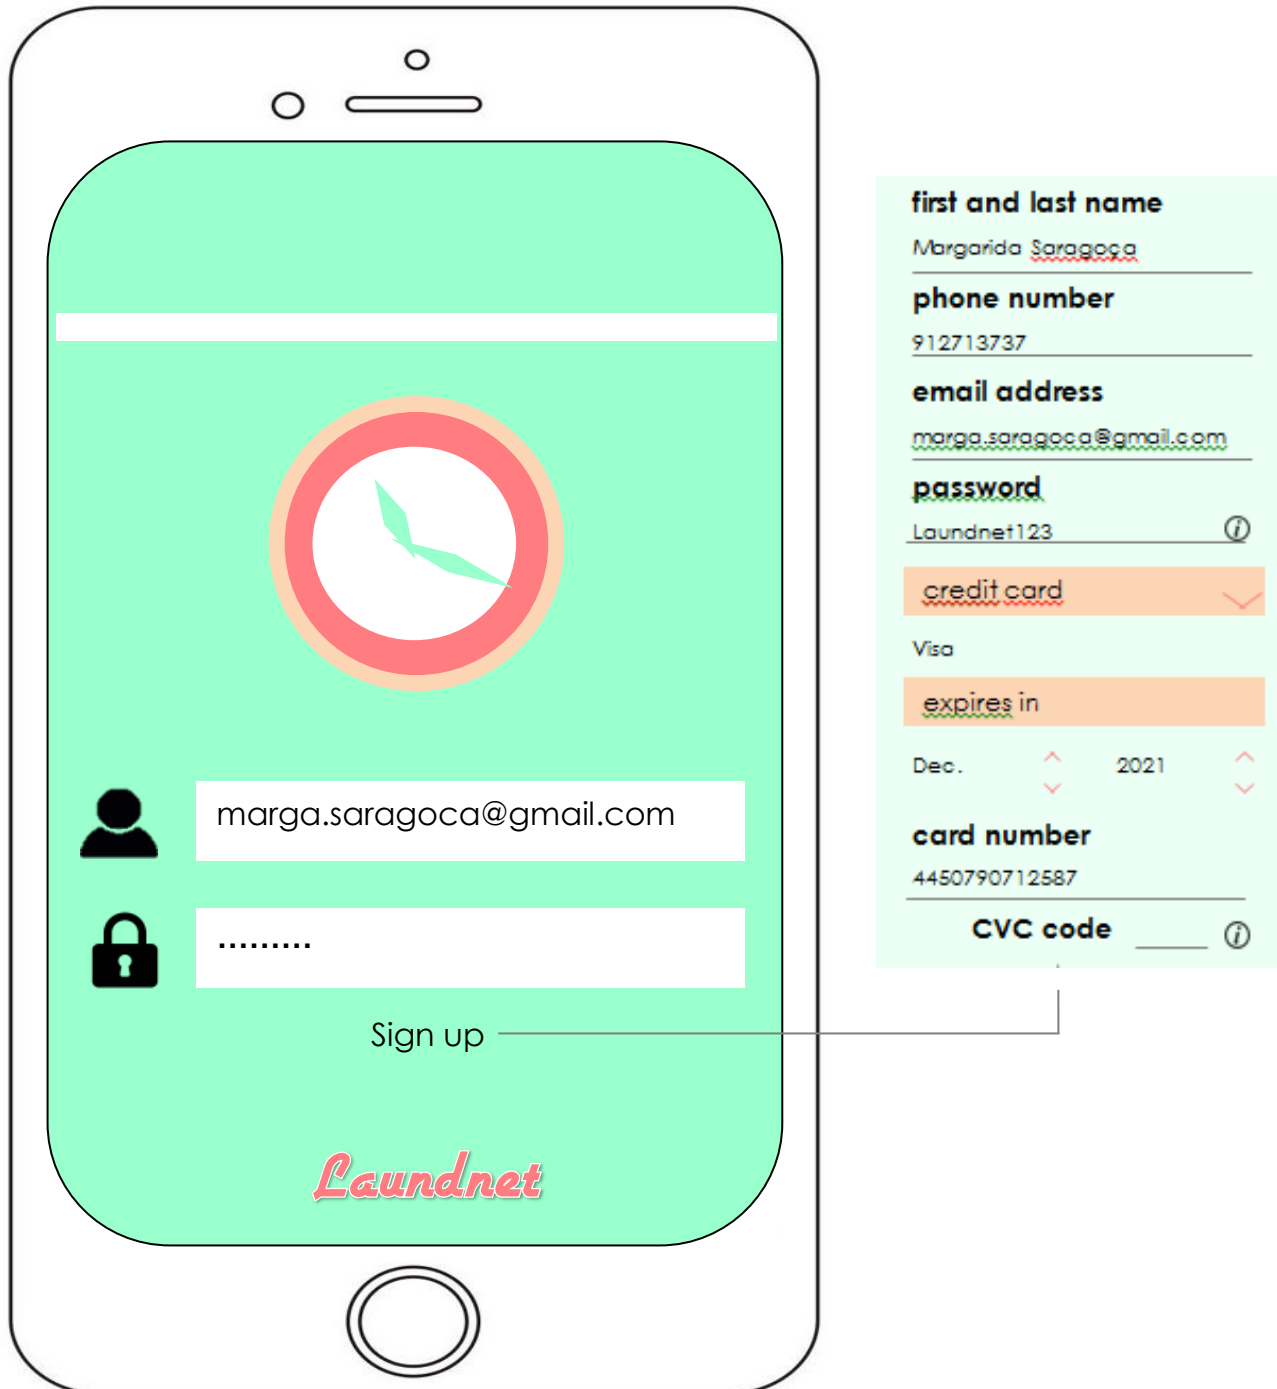 marga.saragoca@gmail.com
.........
Sign up
Laundnet
first and last name
Margarida Saragoça
phone number
912713737
email address
marga.saragoca@gmail.com
password
Laundnet123
credit card
Visa
expires in
Dec. 2021
card number
4450790712587
CVC code